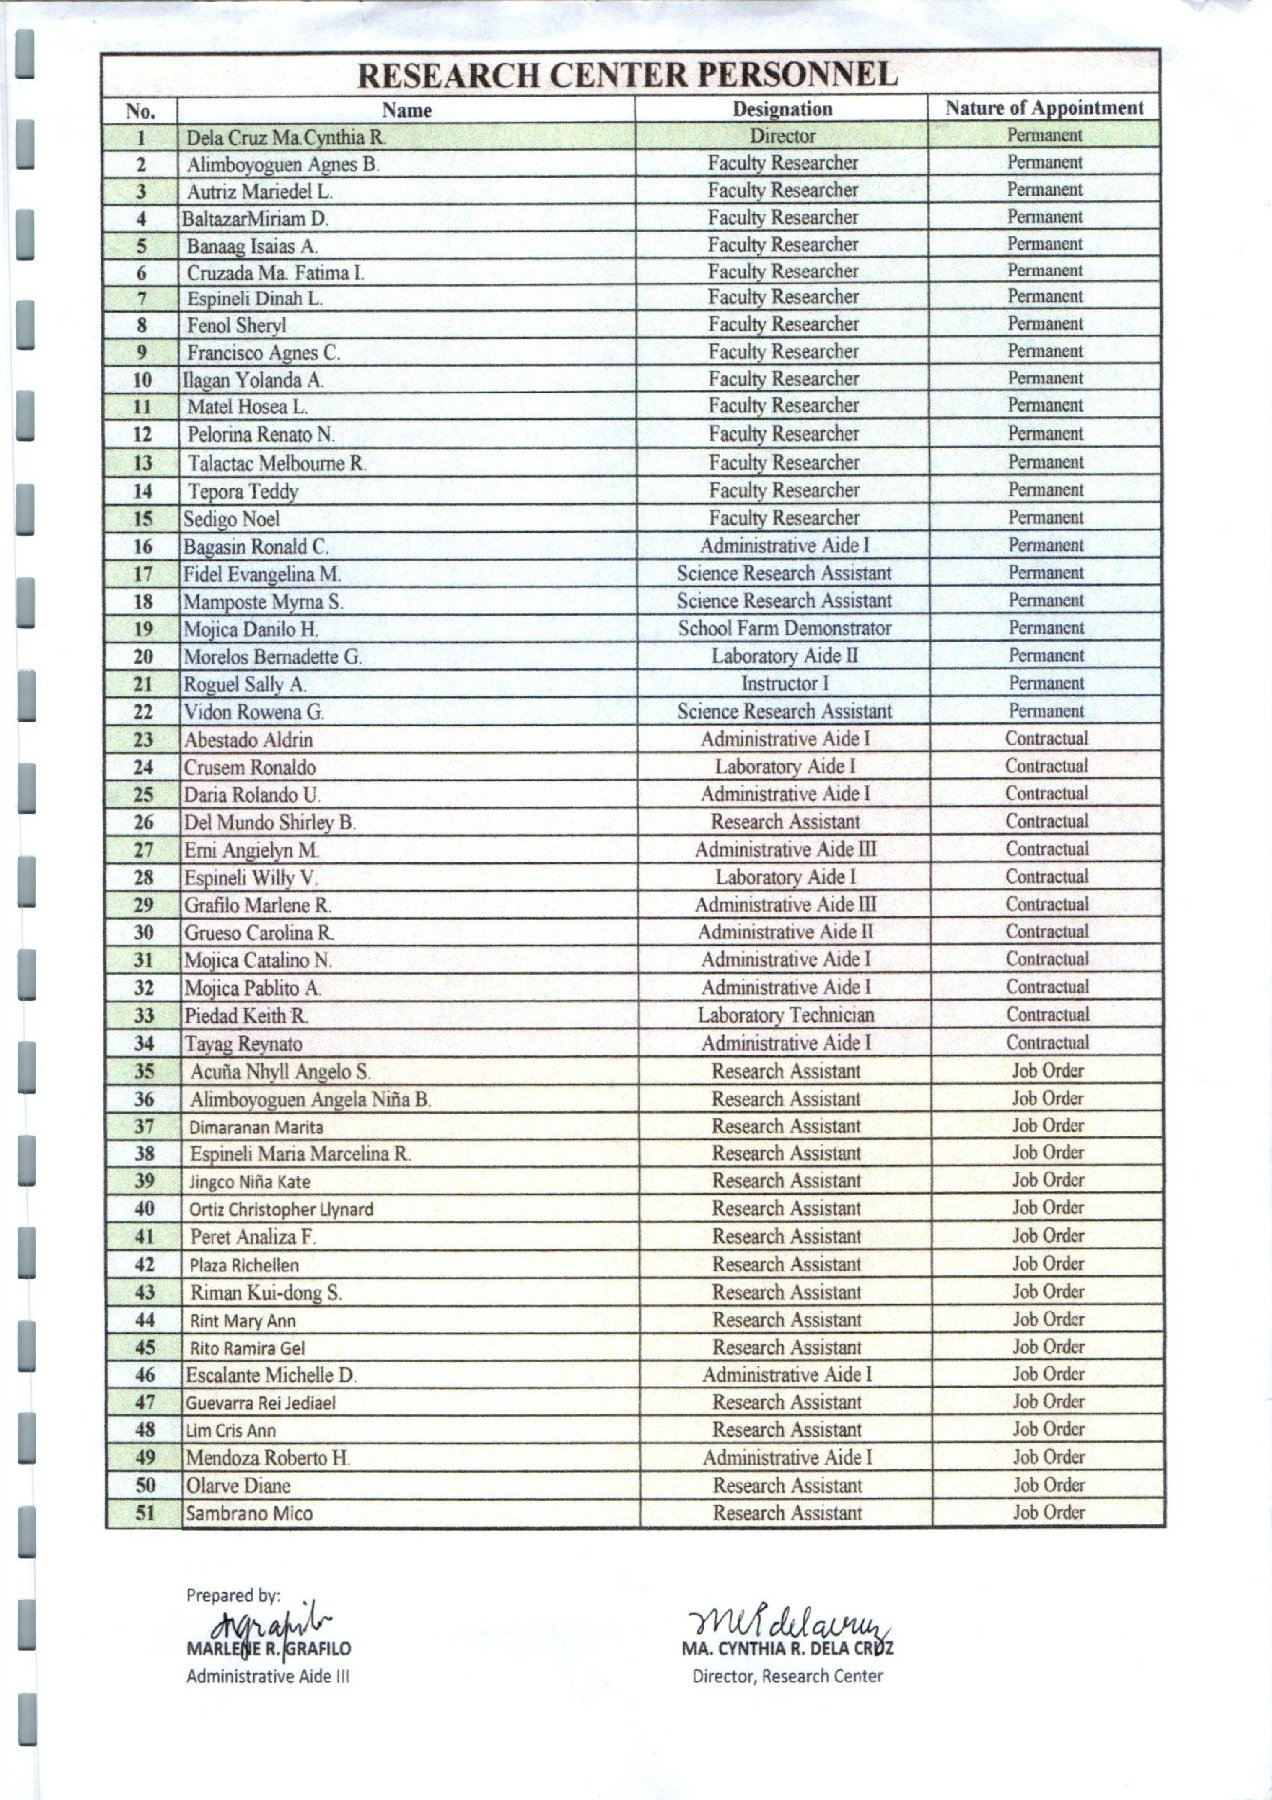 RESEARCH CENTER PERSONNEL
No. Name Designation Nature of Appointment
1 Dela Cruz Ma.Cynthia R. Director Permanent
2 Alimboyoguen Agnes B. Faculty Researcher Permanent
3 Autriz Mariedel L. Faculty Researcher Permanent
4 BaltazarMiriam D. Faculty Researcher Permanent
5 Banaag Isaias A. Faculty Researcher Permanent
6 Cruzada Ma. Fatima I. Faculty Researcher Permanent
7 Espineli Dinah L. Faculty Researcher Permanent
8 Fenol Sheryl Faculty Researcher Permanent
9 Francisco Agnes C. Faculty Researcher Permanent
10 Ilagan Yolanda A. Faculty Researcher Permanent
11 Matel Hosea L. Faculty Researcher Permanent
12 Pelorina Renato N. Faculty Researcher Permanent
13 Talactac Melbourne R. Faculty Researcher Permanent
14 Tepora Teddy Faculty Researcher Permanent
15 Sedigo Noel Faculty Researcher Permanent
16 Bagasin Ronald C. Administrative Aide I Permanent
17 Fidel Evangelina M. Science Research Assistant Permanent
18 Mamposte Myrna S. Science Research Assistant Permanent
19 Mojica Danilo H. School Farm Demonstrator Permanent
20 Morelos Bernadette G. Laboratory Aide II Permanent
21 Roguel Sally A. Instructor I Permanent
22 Vidon Rowena G. Science Research Assistant Permanent
23 Abestado Aldrin Administrative Aide I Contractual
24 Crusem Ronaldo Laboratory Aide I Contractual
25 Daria Rolando U. Administrative Aide I Contractual
26 Del Mundo Shirley B. Research Assistant Contractual
27 Erni Angielyn M. Administrative Aide III Contractual
28 Espineli Willy V. Laboratory Aide I Contractual
29 Grafilo Marlene R. Administrative Aide III Contractual
30 Grueso Carolina R. Administrative Aide II Contractual
31 Mojica Catalino N. Administrative Aide I Contractual
32 Mojica Pablito A. Administrative Aide I Contractual
33 Piedad Keith R. Laboratory Technician Contractual
34 Tayag Reynato Administrative Aide I Contractual
35 Acuña Nhyll Angelo S. Research Assistant Job Order
36 Alimboyoguen Angela Niña B. Research Assistant Job Order
37 Dimaranan Marita Research Assistant Job Order
38 Espineli Maria Marcelina R. Research Assistant Job Order
39 Jingco Niña Kate Research Assistant Job Order
40 Ortiz Christopher Llynard Research Assistant Job Order
41 Peret Analiza F. Research Assistant Job Order
42 Plaza Richellen Research Assistant Job Order
43 Riman Kui-dong S. Research Assistant Job Order
44 Rint Mary Ann Research Assistant Job Order
45 Rito Ramira Gel Research Assistant Job Order
46 Escalante Michelle D. Administrative Aide I Job Order
47 Guevarra Rei Jediael Research Assistant Job Order
48 Lim Cris Ann Research Assistant Job Order
49 Mendoza Roberto H. Administrative Aide I Job Order
50 Olarve Diane Research Assistant Job Order
51 Sambrano Mico Research Assistant Job Order
Prepared by:
MARLENE R. GRAFILO MA. CYNTHIA R. DELA CRUZ
Administrative Aide III Director, Research Center